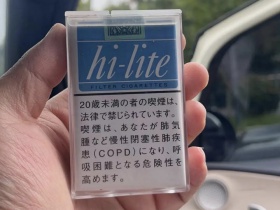 hi-lite
FILTER CIGARETTES
20歳未満の者の喫煙は、
法律で禁じられています。
喫煙は、あなたが肺気
腫など慢性閉塞性肺疾
患(COPD)になり、呼
吸困難となる危険性を
高めます。